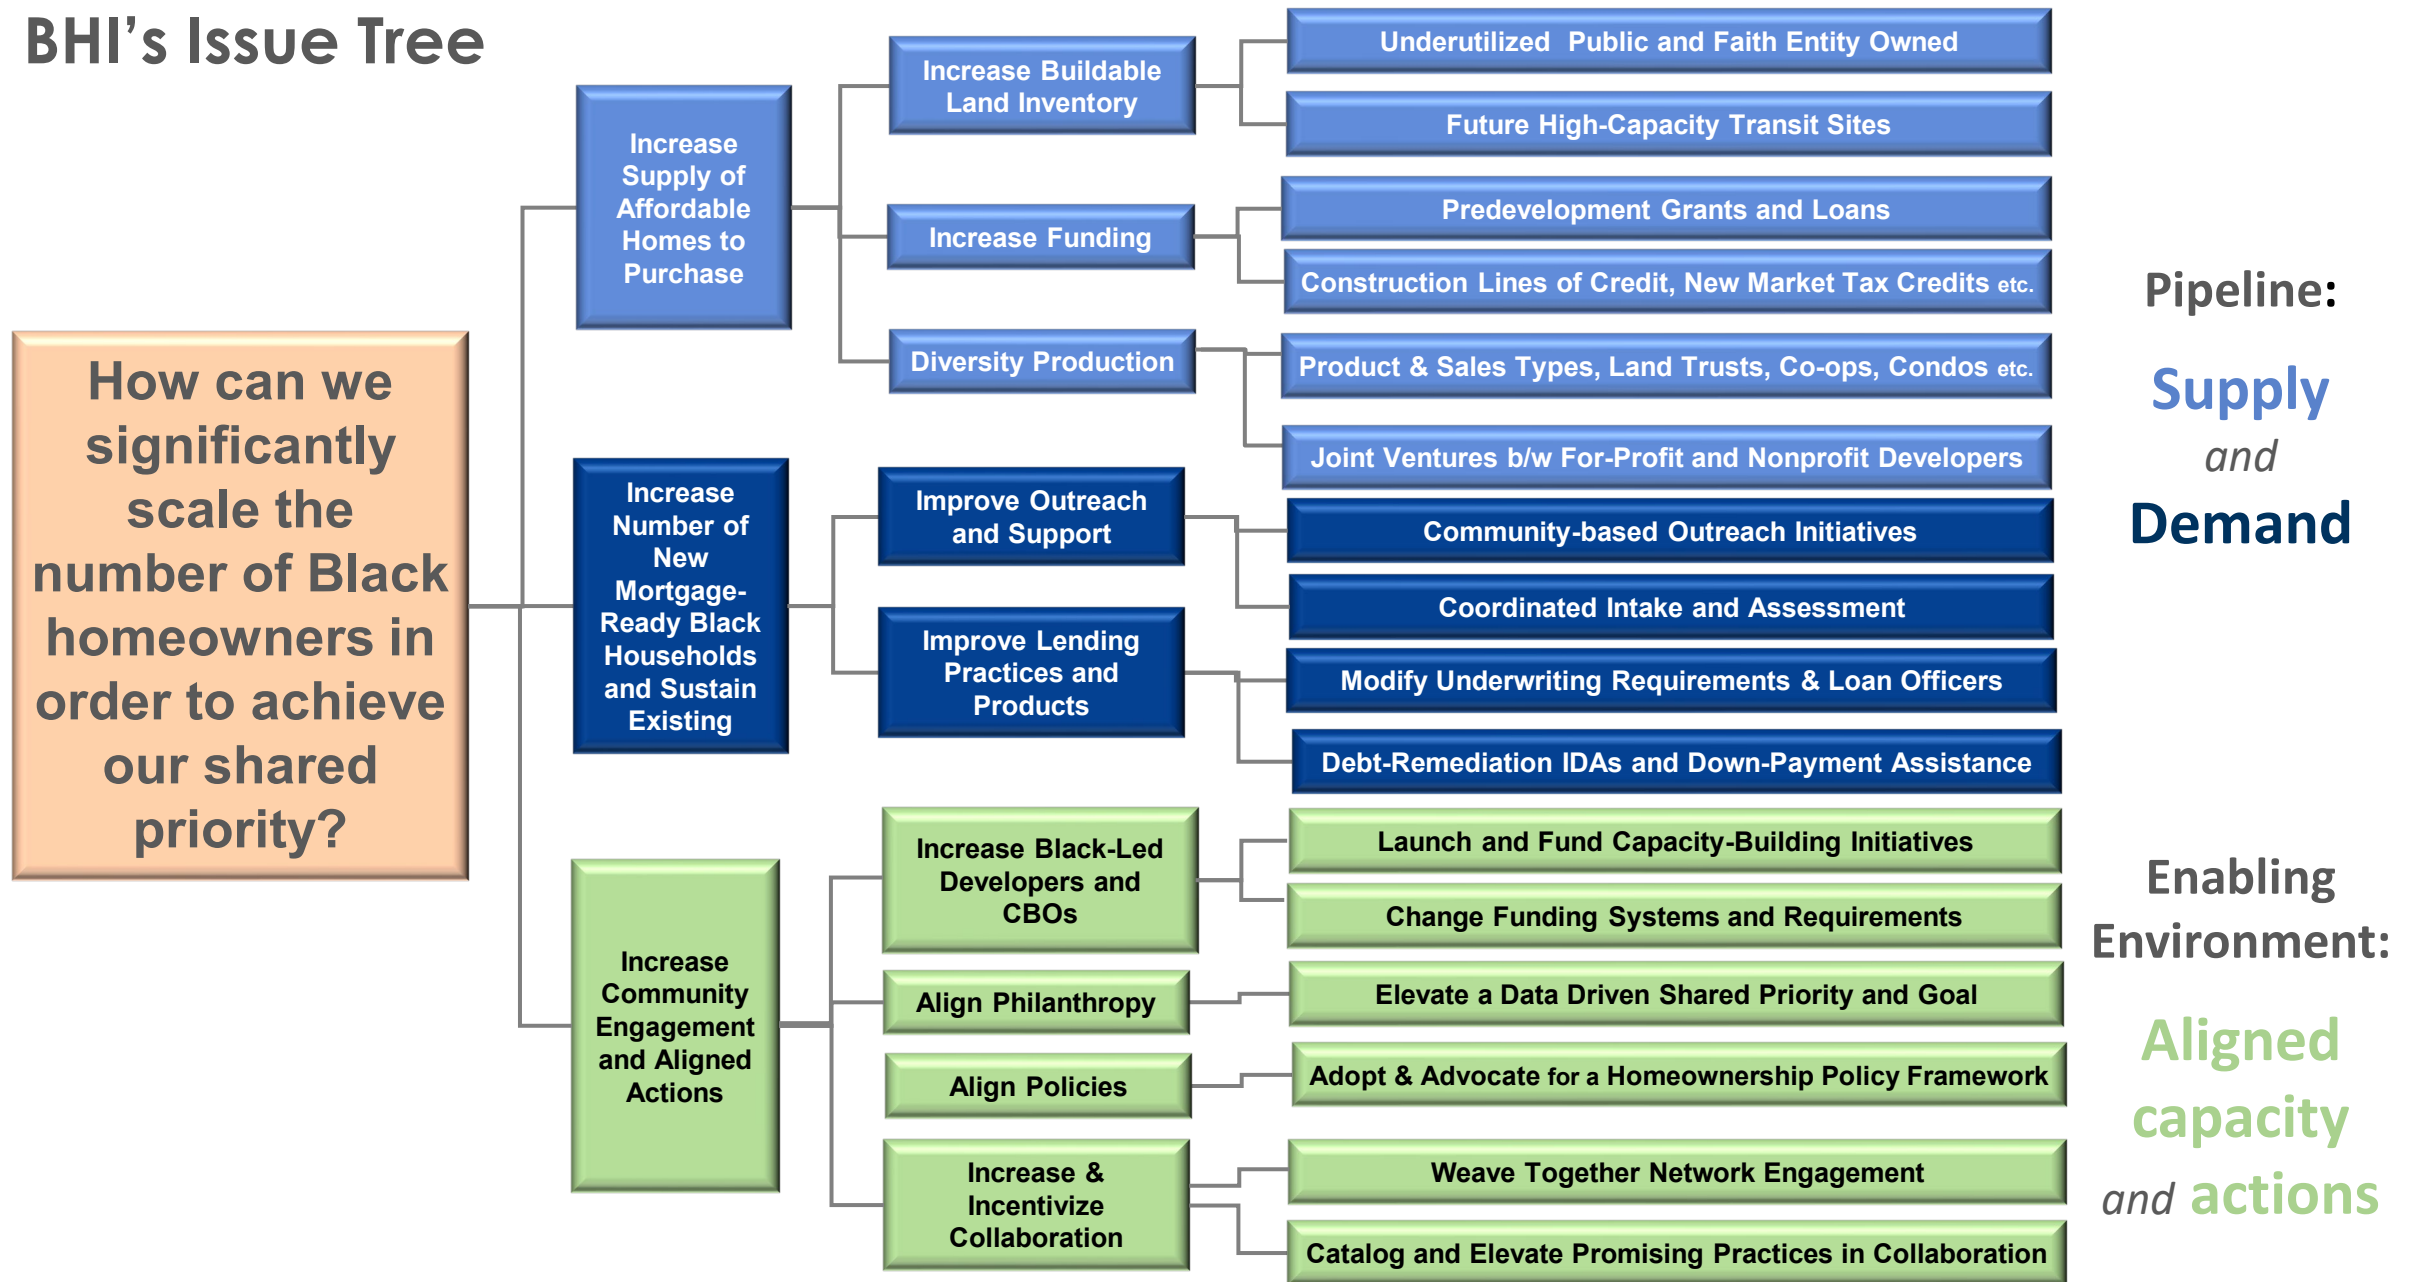 BHI's Issue Tree
How can we
significantly
scale the
number of Black
homeowners in
order to achieve
our shared
priority?
Increase
Supply of
Affordable
Homes to
Purchase
Increase Buildable
Land Inventory
Underutilized Public and Faith Entity Owned
Future High-Capacity Transit Sites
Increase Funding
Predevelopment Grants and Loans
Construction Lines of Credit, New Market Tax Credits etc.
Diversity Production
Product & Sales Types, Land Trusts, Co-ops, Condos etc.
Joint Ventures b/w For-Profit and Nonprofit Developers
Increase
Number of
New
Mortgage-
Ready Black
Households
and Sustain
Existing
Improve Outreach
and Support
Community-based Outreach Initiatives
Coordinated Intake and Assessment
Improve Lending
Practices and
Products
Modify Underwriting Requirements & Loan Officers
Debt-Remediation IDAs and Down-Payment Assistance
Increase
Community
Engagement
and Aligned
Actions
Increase Black-Led
Developers and
CBOs
Launch and Fund Capacity-Building Initiatives
Change Funding Systems and Requirements
Align Philanthropy
Elevate a Data Driven Shared Priority and Goal
Align Policies
Adopt & Advocate for a Homeownership Policy Framework
Increase &
Incentivize
Collaboration
Weave Together Network Engagement
Catalog and Elevate Promising Practices in Collaboration
Pipeline:
Supply
and
Demand
Enabling
Environment:
Aligned
capacity
and actions